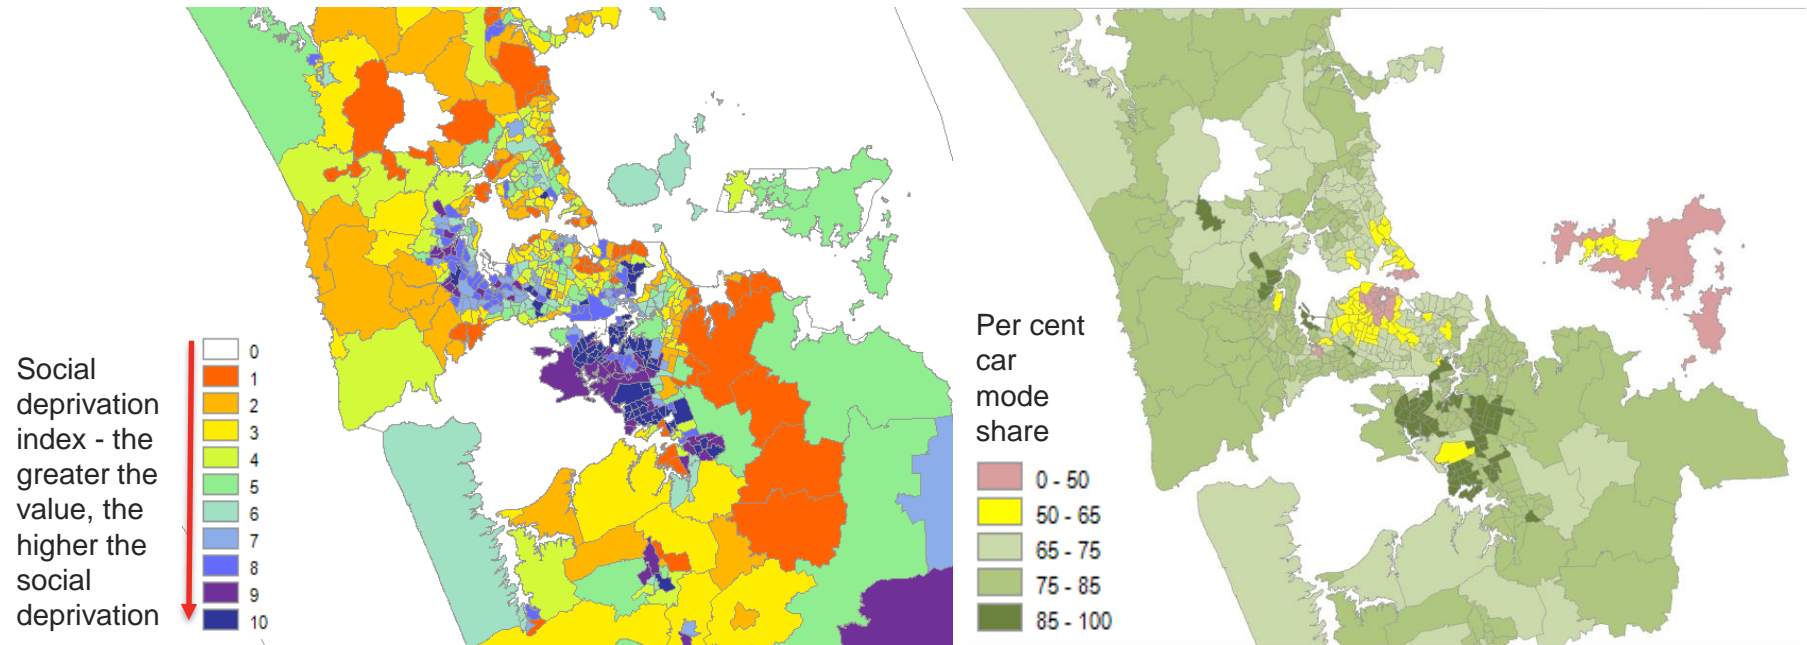 Social
deprivation
index - the
greater the
value, the
higher the
social
deprivation
0
1
2
3
4
5
6
7
8
9
10
Per cent
car
mode
share
0 - 50
50 - 65
65 - 75
75 - 85
85 - 100